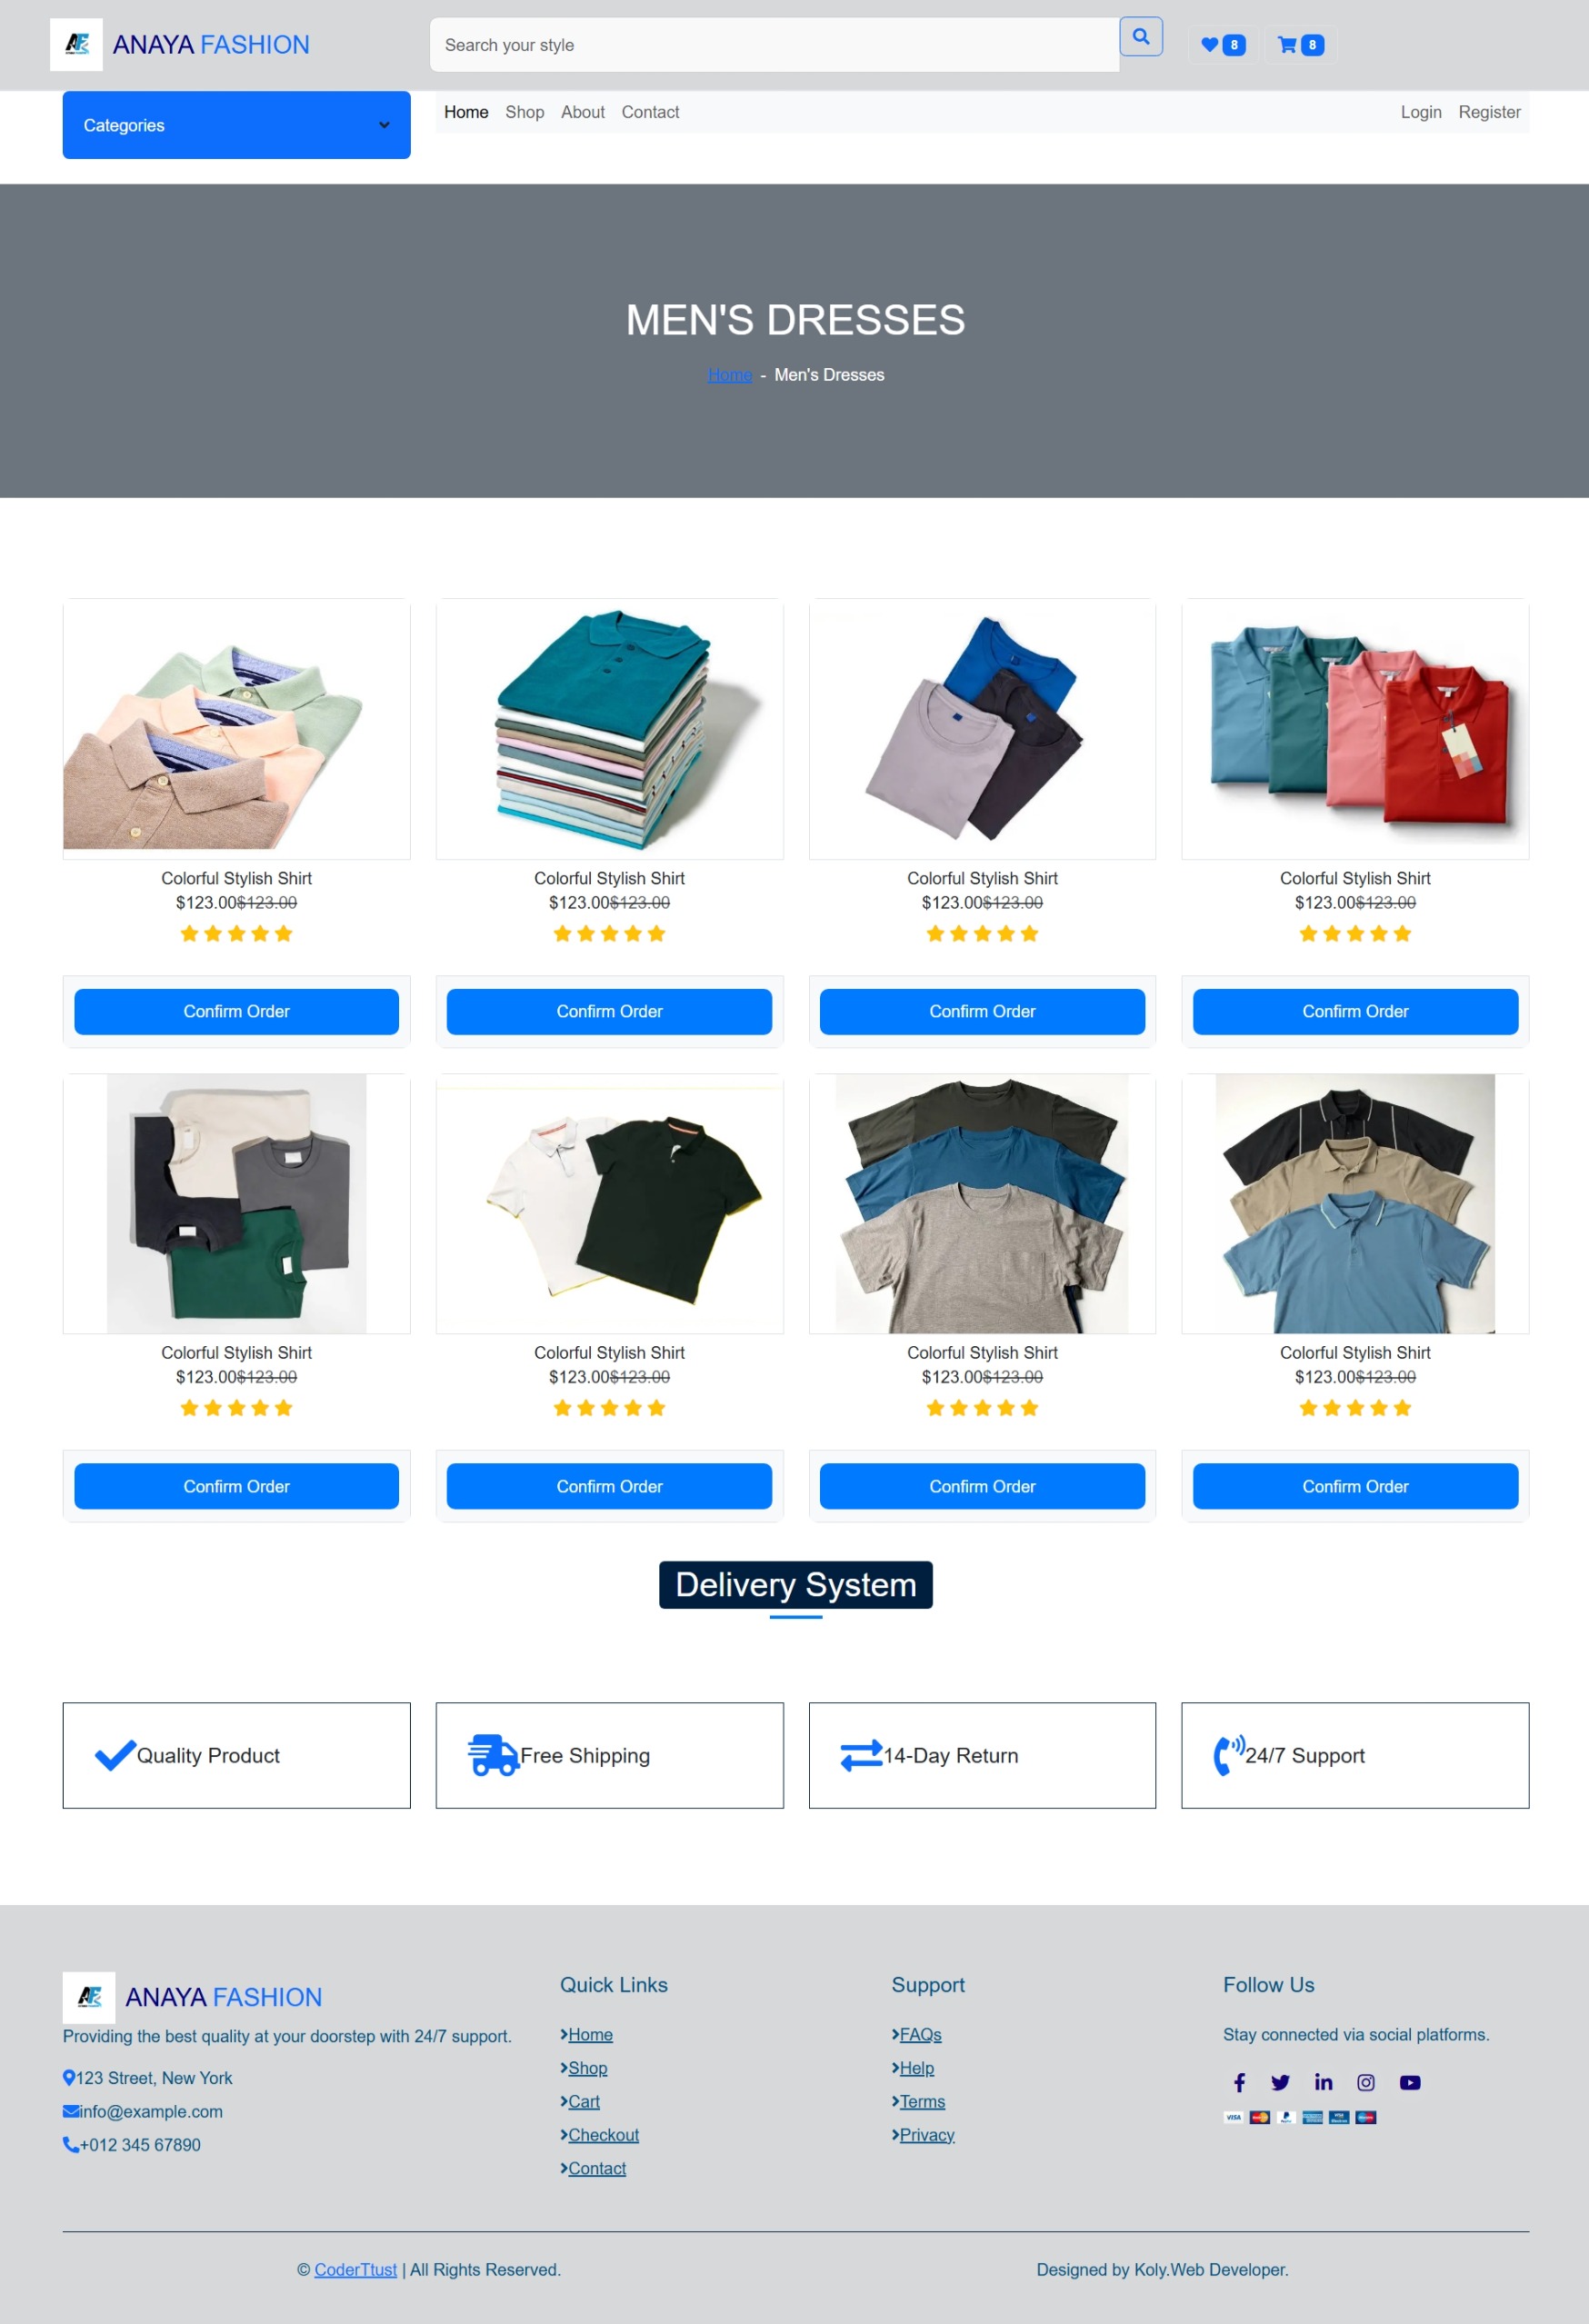 ANAYA FASHION
Search your style
8
8
Categories
Home Shop About Contact
Login Register
MEN'S DRESSES
Home - Men's Dresses
Colorful Stylish Shirt
$123.00$123.00
Colorful Stylish Shirt
$123.00$123.00
Colorful Stylish Shirt
$123.00$123.00
Colorful Stylish Shirt
$123.00$123.00
Confirm Order
Confirm Order
Confirm Order
Confirm Order
Colorful Stylish Shirt
$123.00$123.00
Colorful Stylish Shirt
$123.00$123.00
Colorful Stylish Shirt
$123.00$123.00
Colorful Stylish Shirt
$123.00$123.00
Confirm Order
Confirm Order
Confirm Order
Confirm Order
Delivery System
Quality Product
Free Shipping
14-Day Return
24/7 Support
ANAYA FASHION
Providing the best quality at your doorstep with 24/7 support.
123 Street, New York
info@example.com
+012 345 67890
Quick Links
Home
Shop
Cart
Checkout
Contact
Support
FAQs
Help
Terms
Privacy
Follow Us
Stay connected via social platforms.
VISA
© CoderTtust | All Rights Reserved.
Designed by Koly.Web Developer.